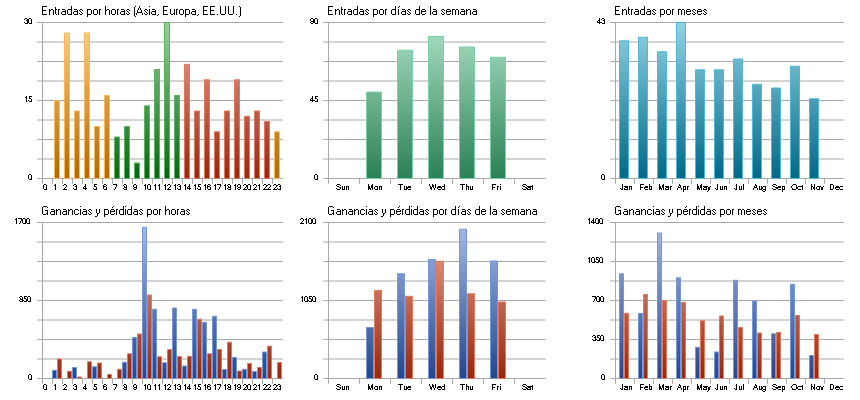 Entradas por horas (Asia, Europa, EE.UU.)
30
15
0
0 1 2 3 4 5 6 7 8 9 10 11 12 13 14 15 16 17 18 19 20 21 22 23
Entradas por días de la semana
90
45
0
Sun Mon Tue Wed Thu Fri Sat
Entradas por meses
43
0
Jan Feb Mar Apr May Jun Jul Aug Sep Oct Nov Dec
Ganancias y pérdidas por horas
1700
850
0
0 1 2 3 4 5 6 7 8 9 10 11 12 13 14 15 16 17 18 19 20 21 22 23
Ganancias y pérdidas por días de la semana
2100
1050
0
Sun Mon Tue Wed Thu Fri Sat
Ganancias y pérdidas por meses
1400
1050
700
350
0
Jan Feb Mar Apr May Jun Jul Aug Sep Oct Nov Dec